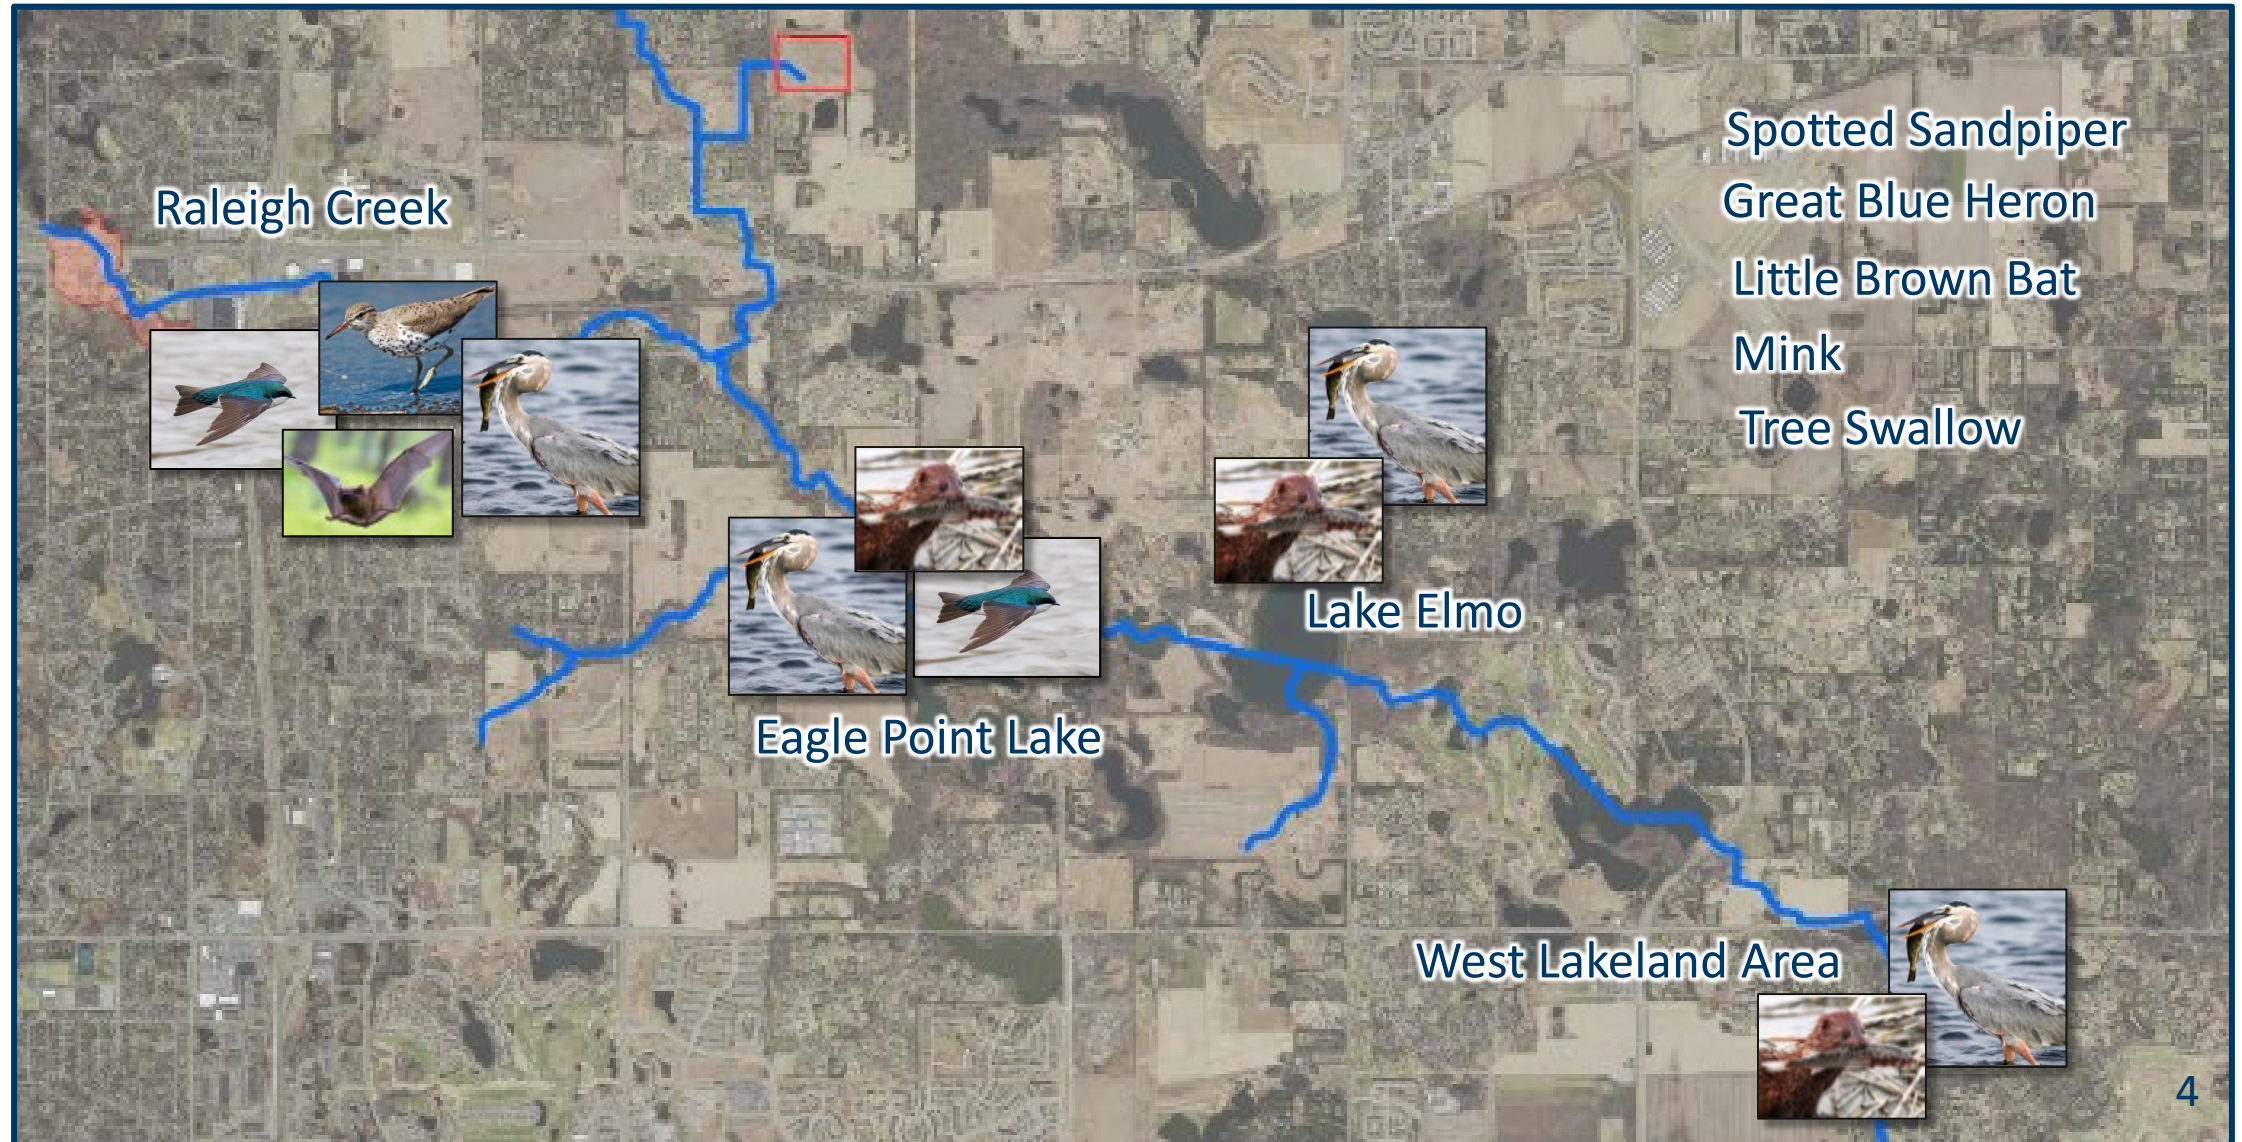 Raleigh Creek
Spotted Sandpiper
Great Blue Heron
Little Brown Bat
Mink
Tree Swallow
Lake Elmo
Eagle Point Lake
West Lakeland Area
4